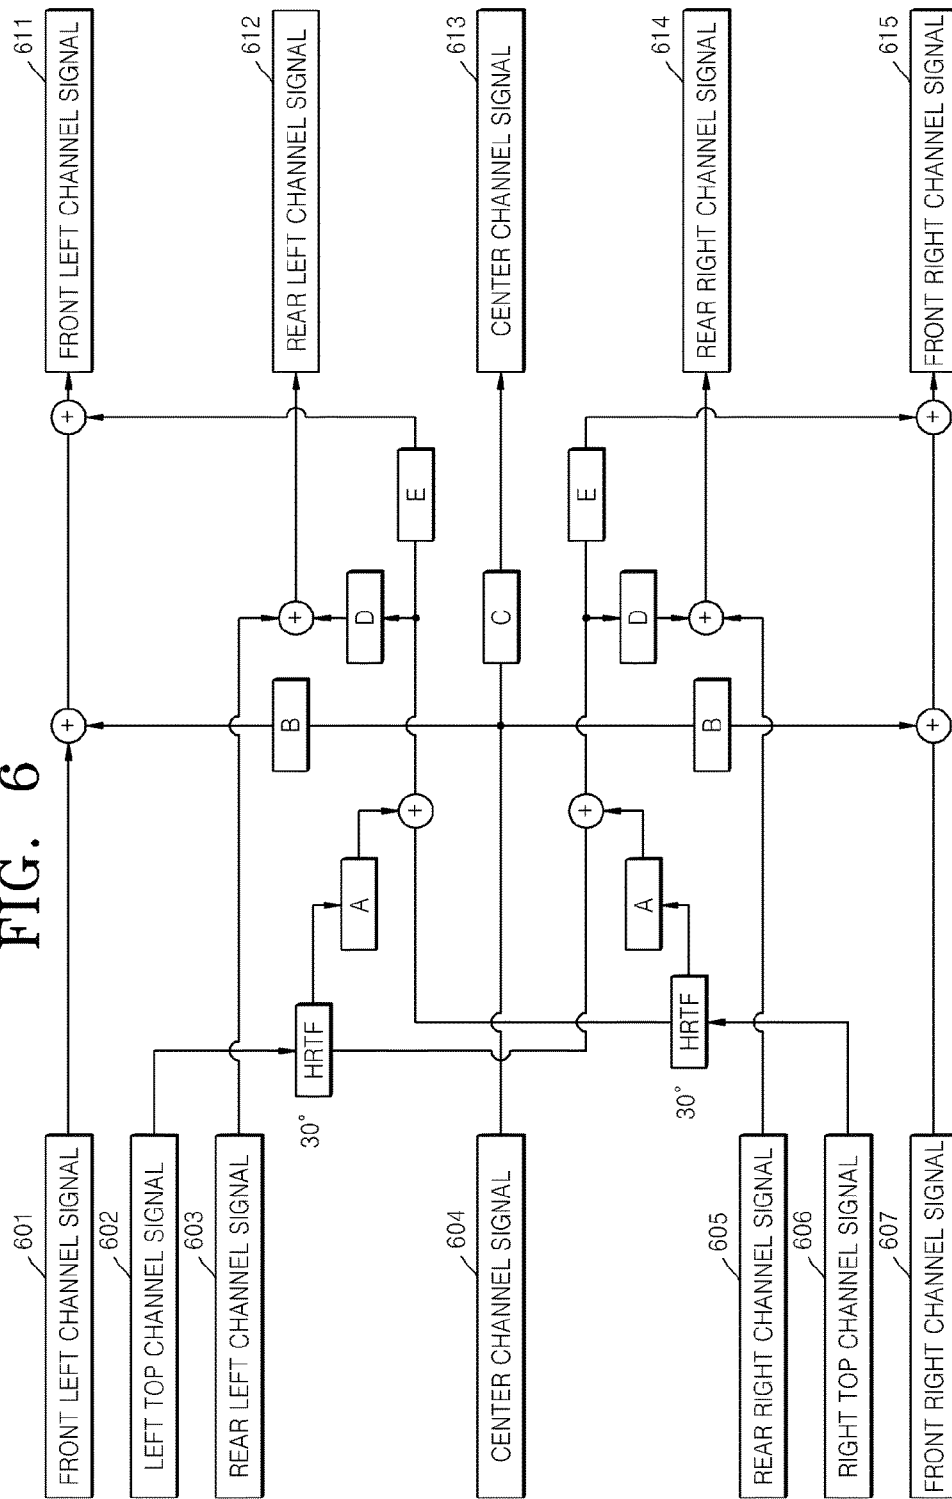 FIG. 6
601
FRONT LEFT CHANNEL SIGNAL
602
LEFT TOP CHANNEL SIGNAL
603
REAR LEFT CHANNEL SIGNAL
604
CENTER CHANNEL SIGNAL
605
REAR RIGHT CHANNEL SIGNAL
606
RIGHT TOP CHANNEL SIGNAL
607
FRONT RIGHT CHANNEL SIGNAL
30°
HRTF
30°
HRTF
A
A
+
+
B
B
+
+
D
C
D
+
+
E
E
+
+
611
FRONT LEFT CHANNEL SIGNAL
612
REAR LEFT CHANNEL SIGNAL
613
CENTER CHANNEL SIGNAL
614
REAR RIGHT CHANNEL SIGNAL
615
FRONT RIGHT CHANNEL SIGNAL